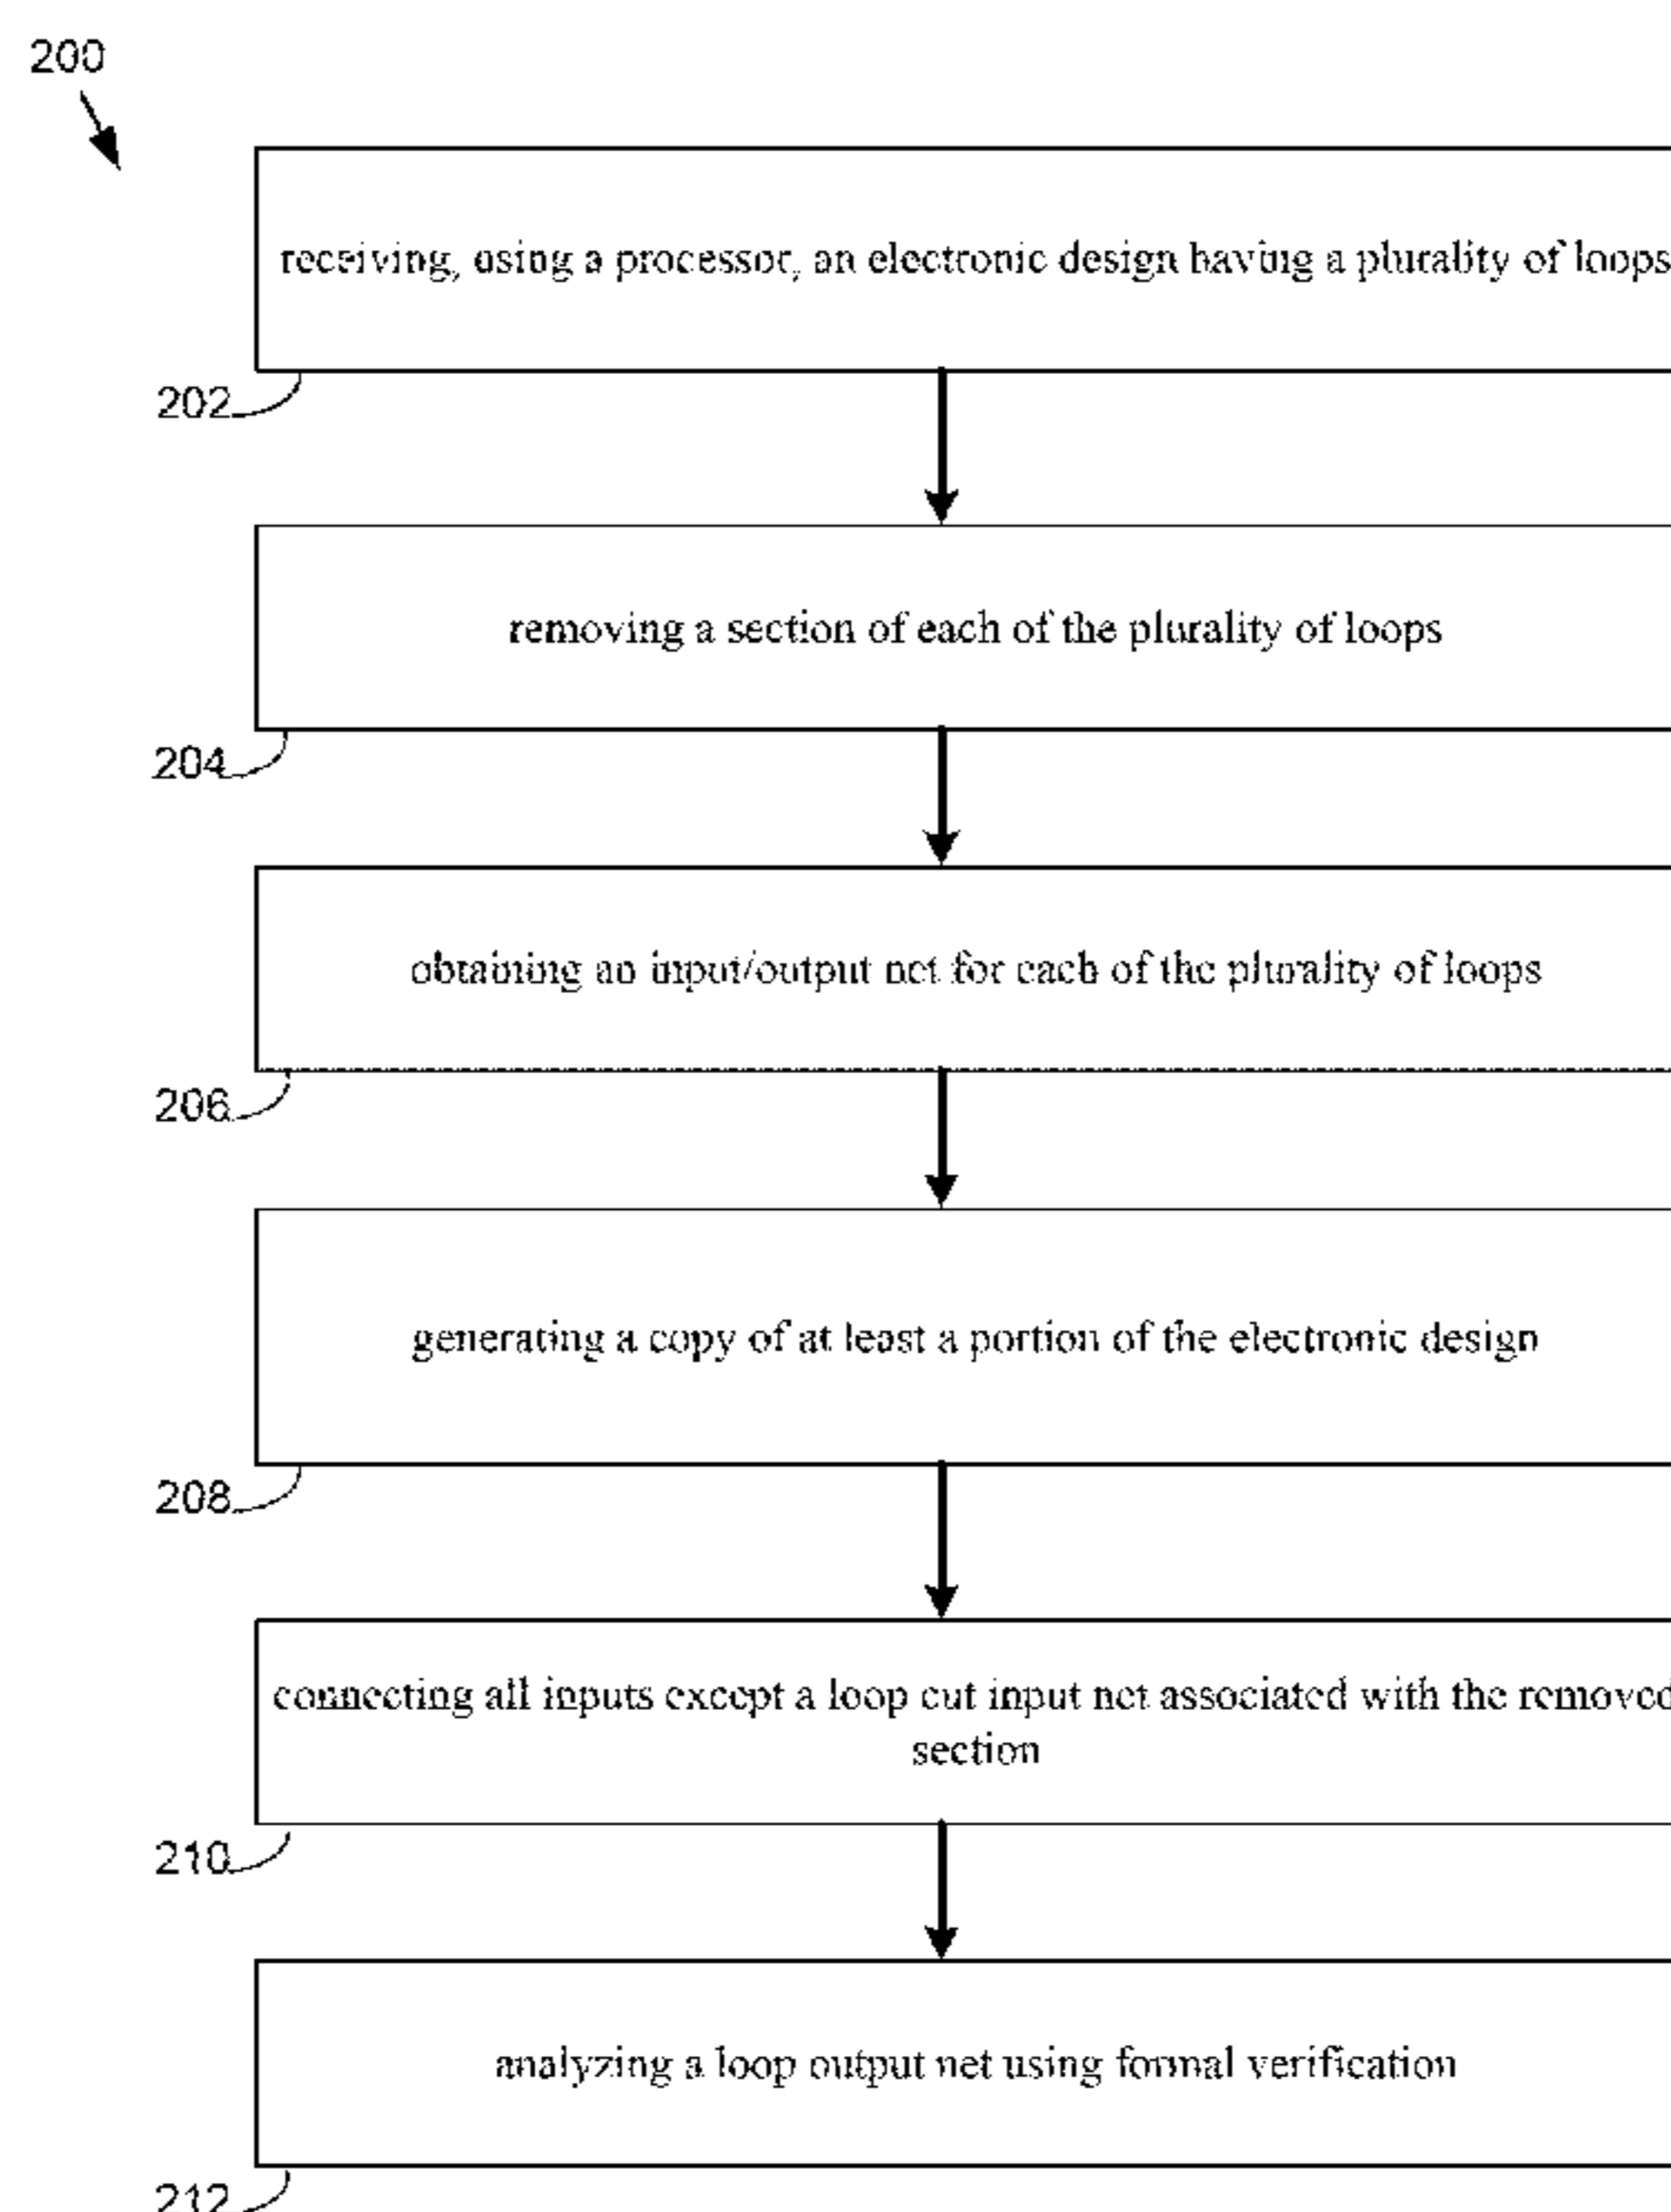 200
receiving, using a processor, an electronic design having a plurality of loops
202
removing a section of each of the plurality of loops
204
obtaining an input/output net for each of the plurality of loops
206
generating a copy of at least a portion of the electronic design
208
connecting all inputs except a loop cut input net associated with the removed
section
210
analyzing a loop output net using formal verification
212